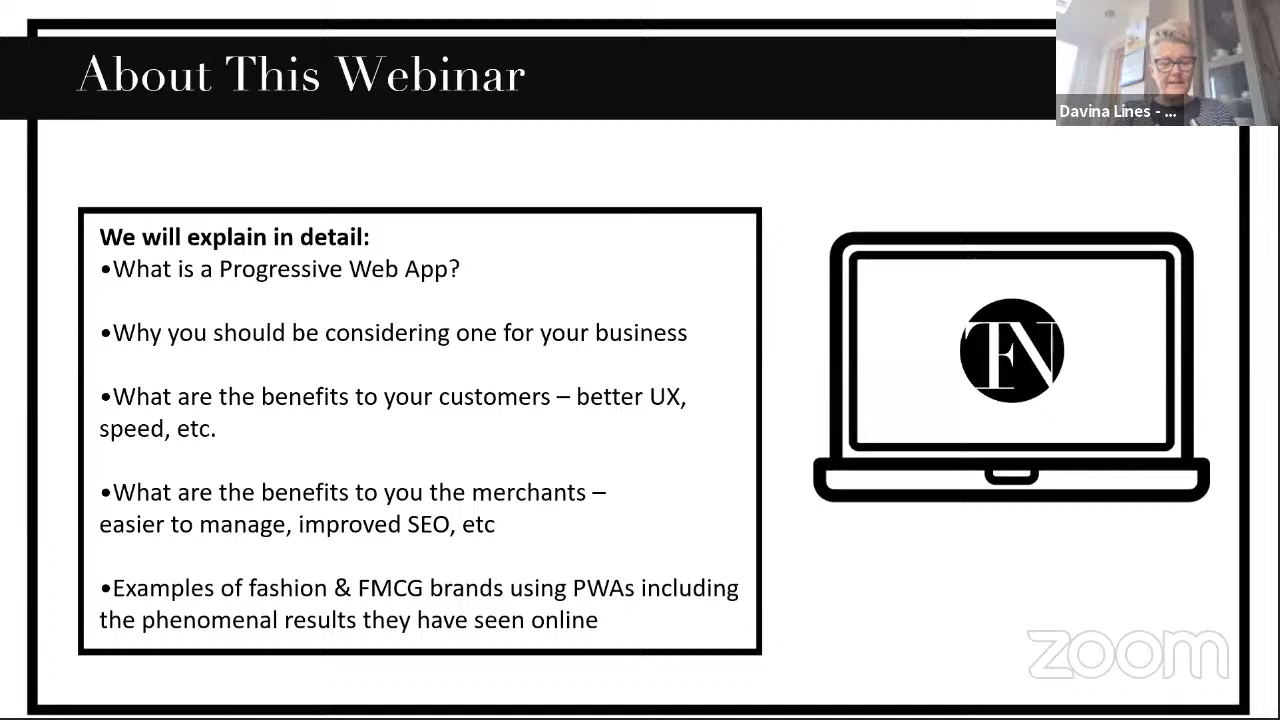 About This Webinar
Davina Lines - ...
We will explain in detail:
•What is a Progressive Web App?
•Why you should be considering one for your business
•What are the benefits to your customers – better UX,
speed, etc.
•What are the benefits to you the merchants –
easier to manage, improved SEO, etc
•Examples of fashion & FMCG brands using PWAs including
the phenomenal results they have seen online
TFN
zoom